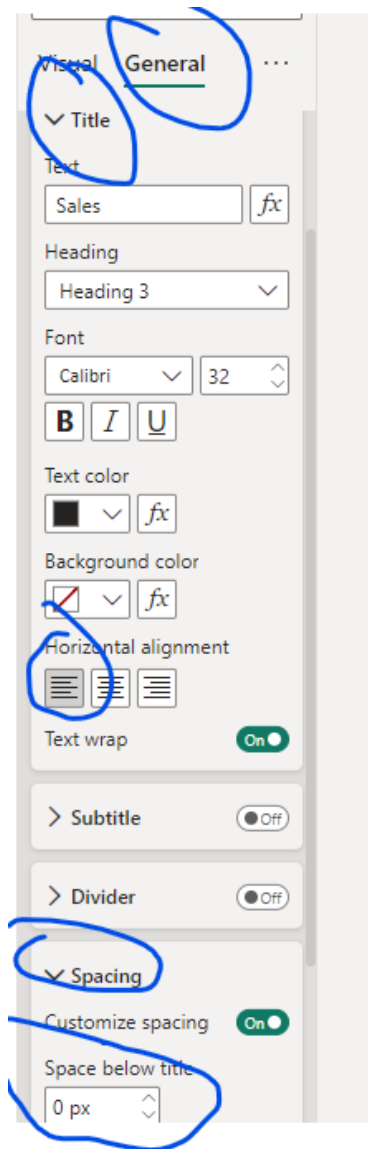 Visual General ...
Title
Text
Sales fx
Heading
Heading 3
Font
Calibri 32
B I U
Text color
fx
Background color
fx
Horizontal alignment
Text wrap On
Subtitle Off
Divider Off
Spacing
Customize spacing On
Space below title
0 px